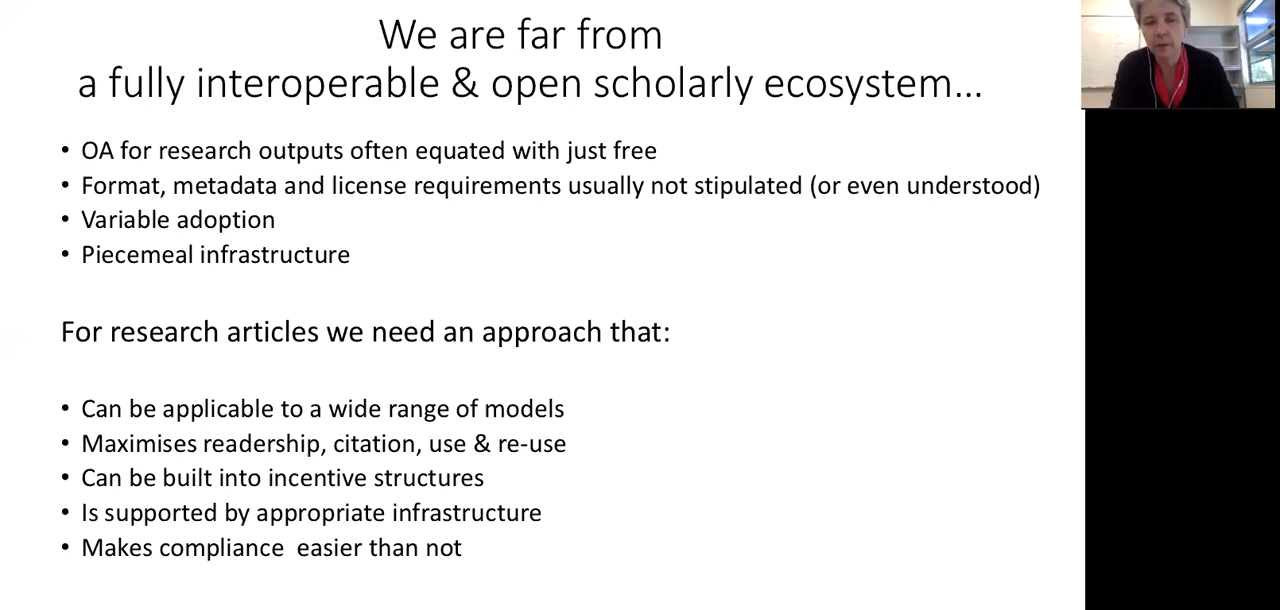 We are far from
a fully interoperable & open scholarly ecosystem…
• OA for research outputs often equated with just free
• Format, metadata and license requirements usually not stipulated (or even understood)
• Variable adoption
• Piecemeal infrastructure
For research articles we need an approach that:
• Can be applicable to a wide range of models
• Maximises readership, citation, use & re-use
• Can be built into incentive structures
• Is supported by appropriate infrastructure
• Makes compliance  easier than not